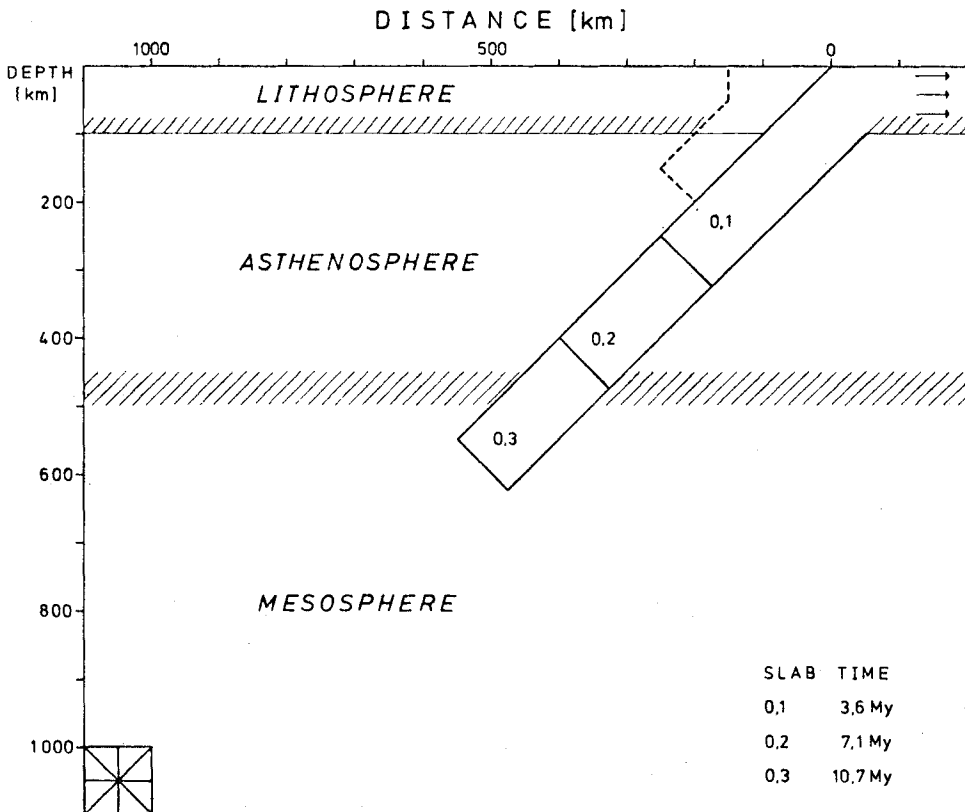 DISTANCE [km]
1000 500 0
DEPTH
[km]
LITHOSPHERE
200
0,1
ASTHENOSPHERE
400
0,2
0,3
600
MESOSPHERE
800
SLAB TIME
0,1 3,6 My
0,2 7,1 My
0,3 10,7 My
1000